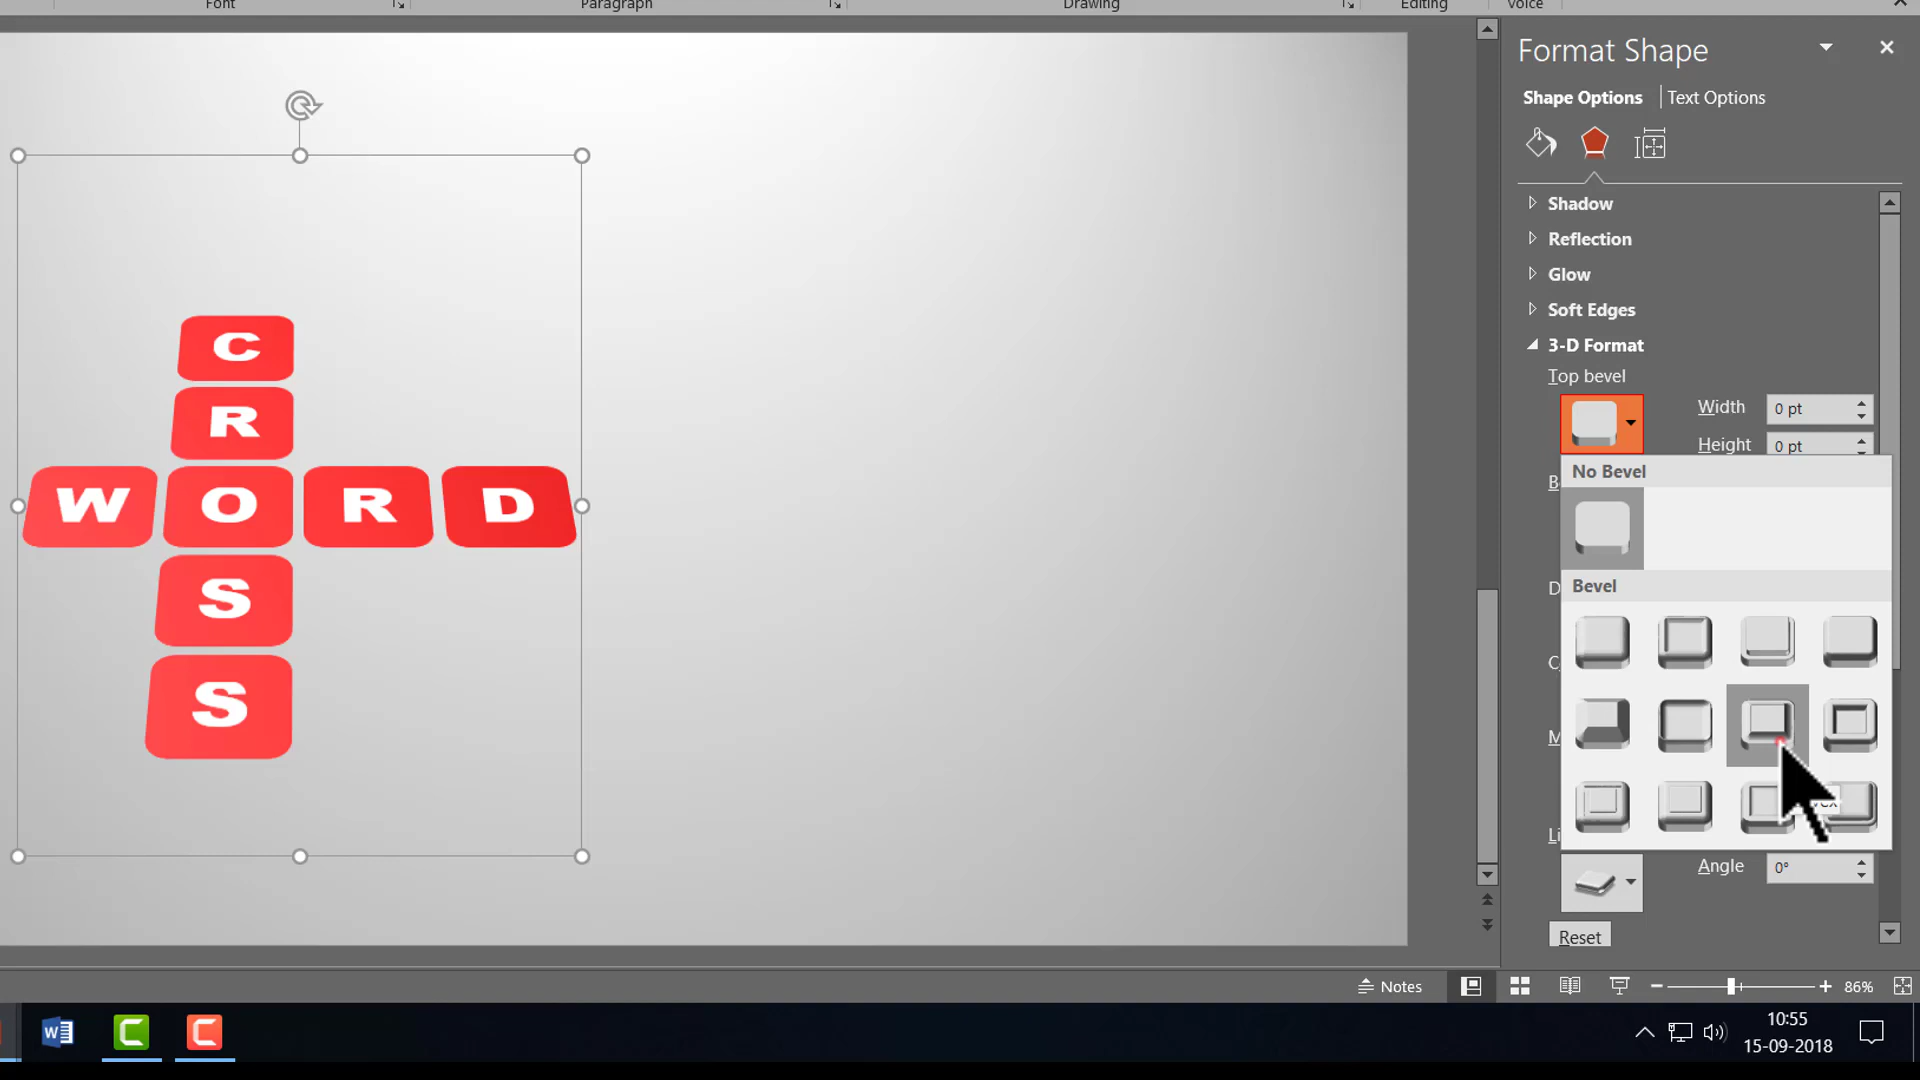 Font Paragraph Drawing Editing Voice
Format Shape
Shape Options Text Options
Shadow
Reflection
Glow
Soft Edges
3-D Format
Top bevel
Width 0 pt
Height 0 pt
No Bevel
Bevel
Angle 0°
Reset
C
R
W O R D
S
S
Notes 86%
10:55
15-09-2018